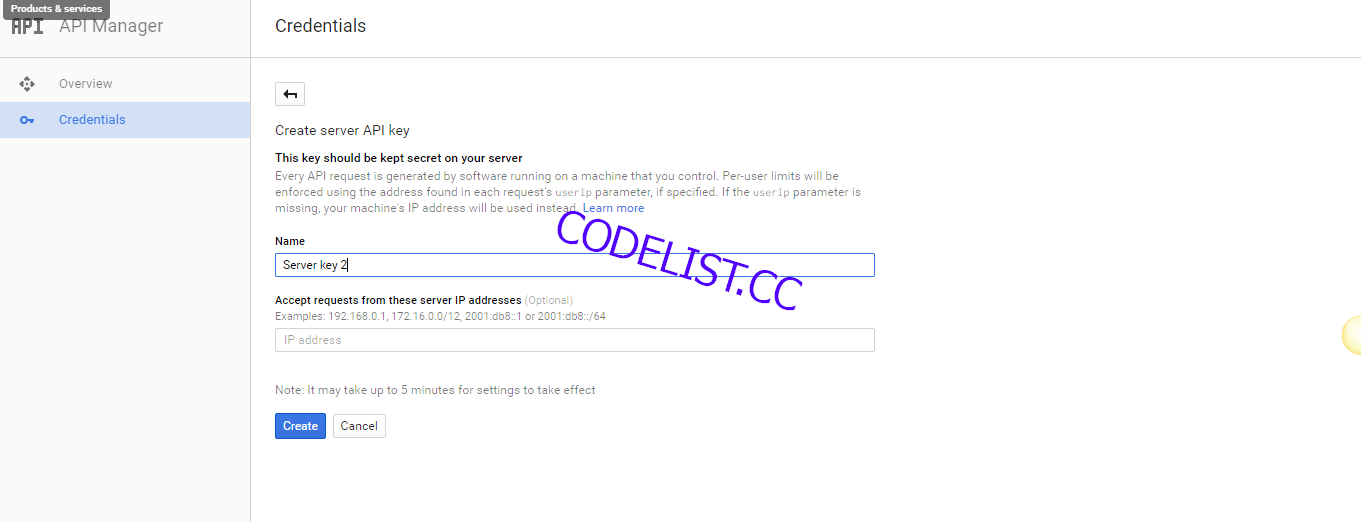 Products & services
API API Manager
Credentials
Overview
Credentials
Create server API key
This key should be kept secret on your server
Every API request is generated by software running on a machine that you control. Per-user limits will be
enforced using the address found in each request's userIp parameter, if specified. If the userIp parameter is
missing, your machine's IP address will be used instead. Learn more
CODELIST.CC
Name
Server key 2
Accept requests from these server IP addresses (Optional)
Examples: 192.168.0.1, 172.16.0.0/12, 2001:db8::1 or 2001:db8::/64
IP address
Note: It may take up to 5 minutes for settings to take effect
Create Cancel